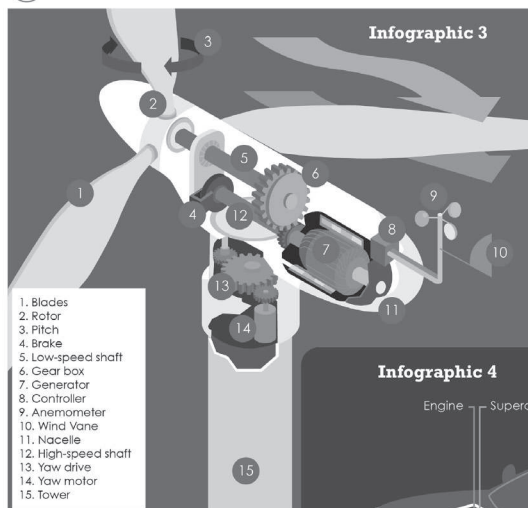 Infographic 3
3
2
1
5
6
4
12
7
8
9
10
11
13
14
15
1. Blades
2. Rotor
3. Pitch
4. Brake
5. Low-speed shaft
6. Gear box
7. Generator
8. Controller
9. Anemometer
10. Wind Vane
11. Nacelle
12. High-speed shaft
13. Yaw drive
14. Yaw motor
15. Tower
Infographic 4
Engine